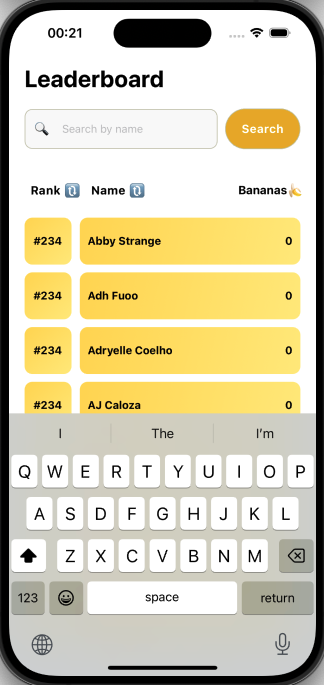 00:21
Leaderboard
Search by name
Search
Rank Name Bananas
#234 Abby Strange 0
#234 Adh Fuoo 0
#234 Adryelle Coelho 0
#234 AJ Caloza 0
I The I'm
Q W E R T Y U I O P
A S D F G H J K L
Z X C V B N M
123 space return